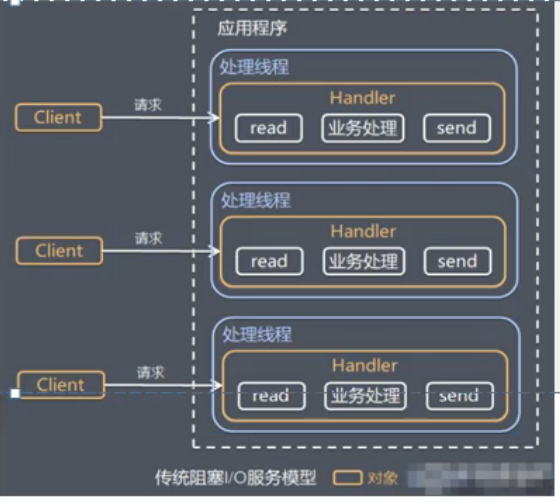 应用程序
处理线程
Handler
Client 请求 read 业务处理 send
处理线程
Handler
Client 请求 read 业务处理 send
处理线程
Handler
Client 请求 read 业务处理 send
传统阻塞I/O服务模型 对象